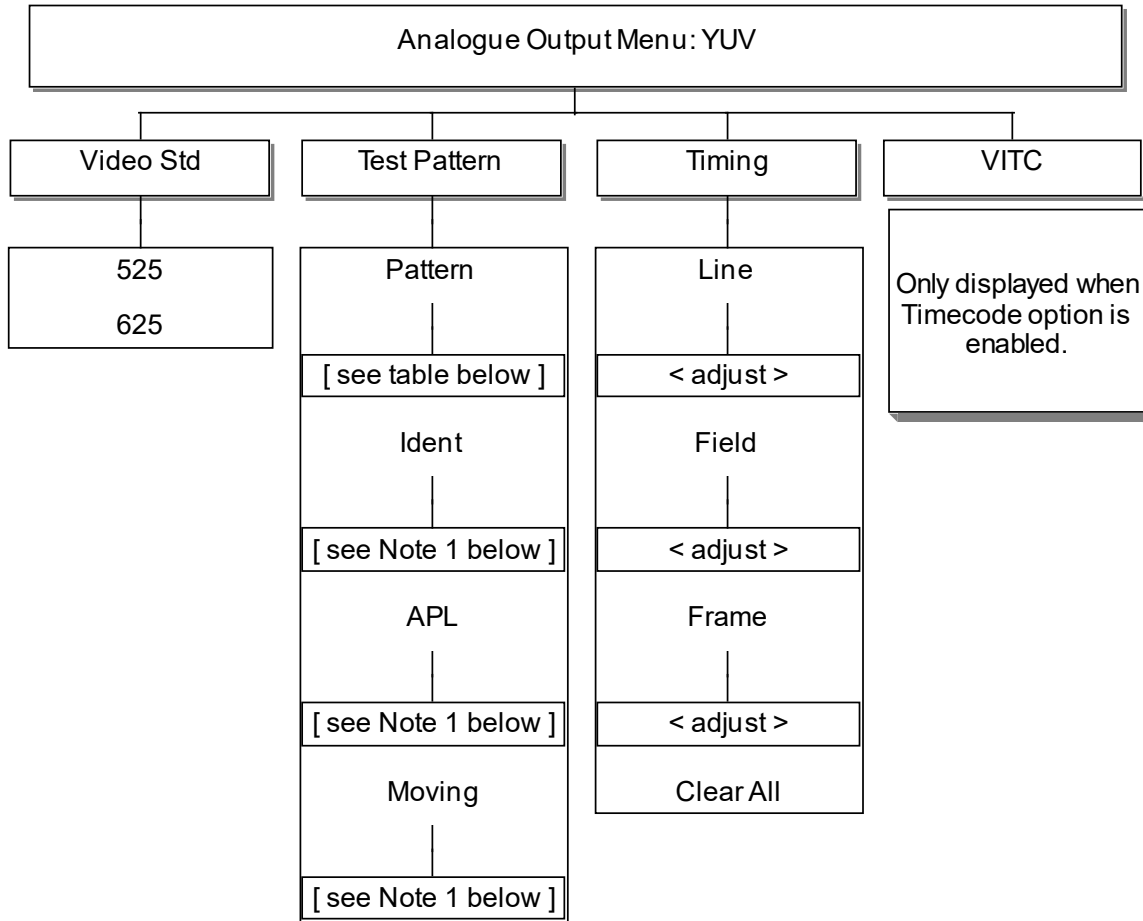 Analogue Output Menu: YUV
Video Std
525
625
Test Pattern
Pattern
[ see table below ]
Ident
[ see Note 1 below ]
APL
[ see Note 1 below ]
Moving
[ see Note 1 below ]
Timing
Line
< adjust >
Field
< adjust >
Frame
< adjust >
Clear All
VITC
Only displayed when
Timecode option is
enabled.